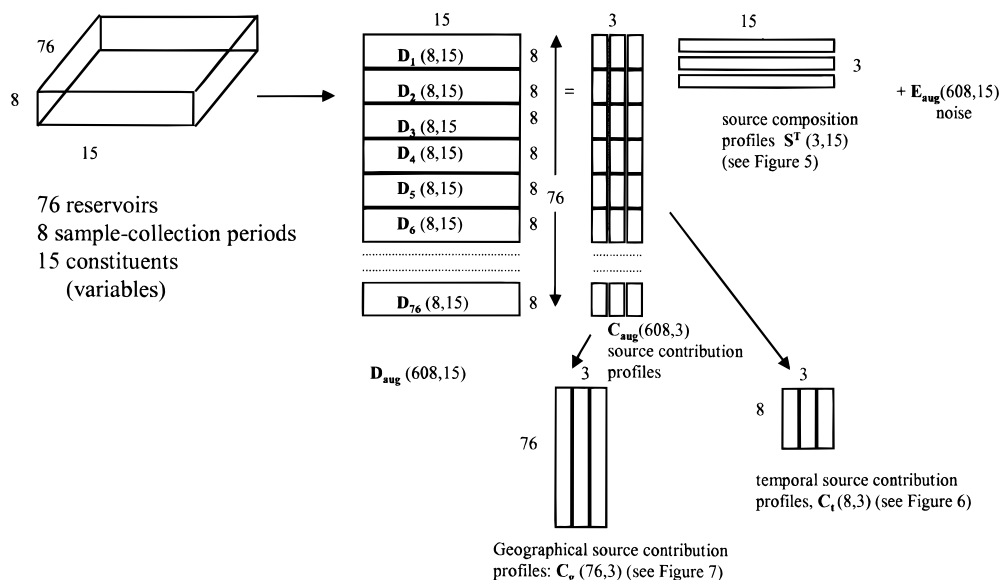 76
8
15
76 reservoirs
8 sample-collection periods
15 constituents
(variables)
15
D1 (8,15)
8
D2 (8,15)
8
D3 (8,15
8
D4 (8,15)
8
D5 (8,15)
8
D6 (8,15)
8
D76 (8,15)
8
76
Daug (608,15)
=
3
Caug(608,3)
source contribution
profiles
15
3
source composition
profiles S^T (3,15)
(see Figure 5)
+ Eaug(608,15)
noise
3
76
Geographical source contribution
profiles: Cg (76,3) (see Figure 7)
3
8
temporal source contribution
profiles, Ct (8,3) (see Figure 6)